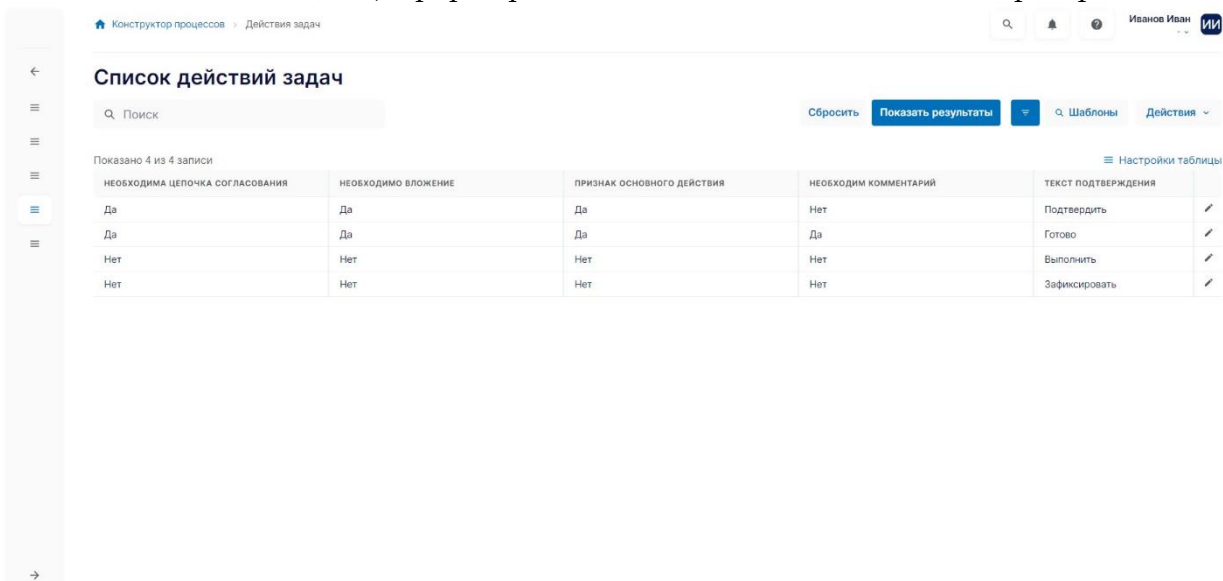 Конструктор процессов > Действия задач
Иванов Иван
ИИ
Список действий задач
Поиск
Сбросить Показать результаты Шаблоны Действия
Показано 4 из 4 записи
Настройки таблицы
НЕОБХОДИМА ЦЕПОЧКА СОГЛАСОВАНИЯ НЕОБХОДИМО ВЛОЖЕНИЕ ПРИЗНАК ОСНОВНОГО ДЕЙСТВИЯ НЕОБХОДИМ КОММЕНТАРИЙ ТЕКСТ ПОДТВЕРЖДЕНИЯ
Да Да Да Нет Подтвердить
Да Да Да Да Готово
Нет Нет Нет Нет Выполнить
Нет Нет Нет Нет Зафиксировать